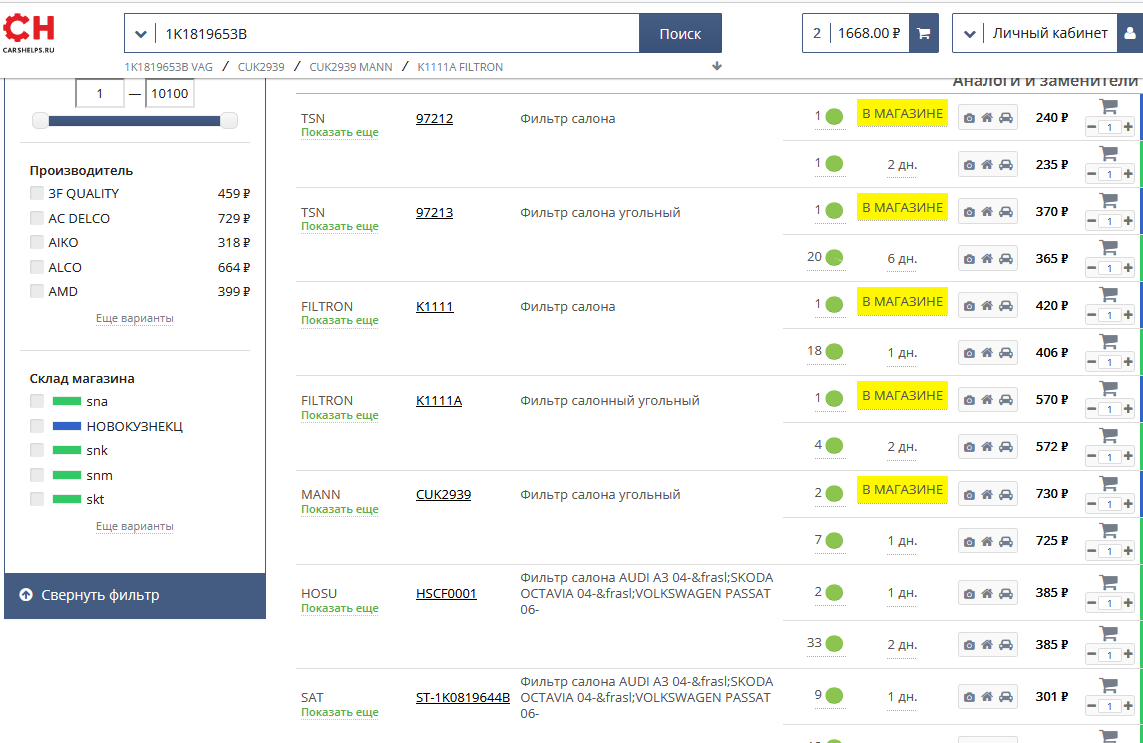 CH
CARSHELPS.RU
1K1819653B
Поиск
2 1668.00 ₽
Личный кабинет
1K1819653B VAG / CUK2939 / CUK2939 MANN / K1111A FILTRON
1 — 10100
Производитель
3F QUALITY 459 ₽
AC DELCO 729 ₽
AIKO 318 ₽
ALCO 664 ₽
AMD 399 ₽
Еще варианты
Склад магазина
sna
НОВОКУЗНЕКЦ
snk
snm
skt
Еще варианты
Свернуть фильтр
Аналоги и заменители
TSN 97212 Фильтр салона 1 В МАГАЗИНЕ 240 ₽
Показать еще
1
1 2 дн. 235 ₽
1
TSN 97213 Фильтр салона угольный 1 В МАГАЗИНЕ 370 ₽
Показать еще
1
20 6 дн. 365 ₽
1
FILTRON K1111 Фильтр салона 1 В МАГАЗИНЕ 420 ₽
Показать еще
1
18 1 дн. 406 ₽
1
FILTRON K1111A Фильтр салонный угольный 1 В МАГАЗИНЕ 570 ₽
Показать еще
1
4 2 дн. 572 ₽
1
MANN CUK2939 Фильтр салона угольный 2 В МАГАЗИНЕ 730 ₽
Показать еще
1
7 1 дн. 725 ₽
1
Фильтр салона AUDI A3 04-&frasl;SKODA
HOSU HSCF0001 OCTAVIA 04-&frasl;VOLKSWAGEN PASSAT 2 1 дн. 385 ₽
Показать еще 06-
1
33 2 дн. 385 ₽
1
Фильтр салона AUDI A3 04-&frasl;SKODA
SAT ST-1K0819644B OCTAVIA 04-&frasl;VOLKSWAGEN PASSAT 9 1 дн. 301 ₽
Показать еще 06-
1